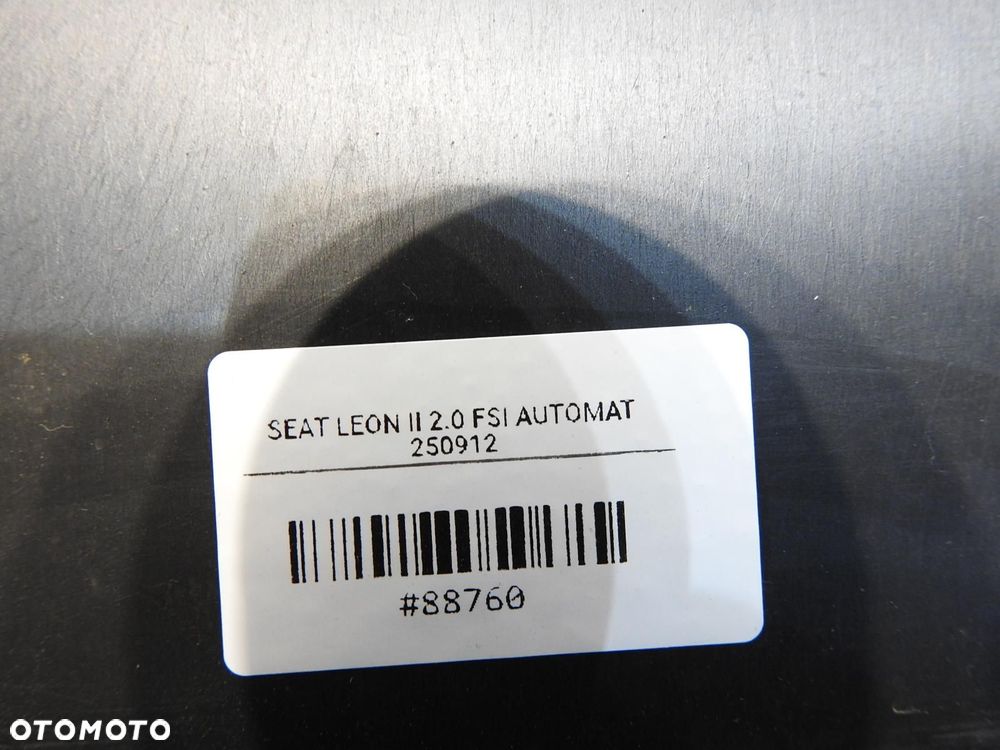 SEAT LEON II 2.0 FSI AUTOMAT
250912
#88760
OTOMOTO